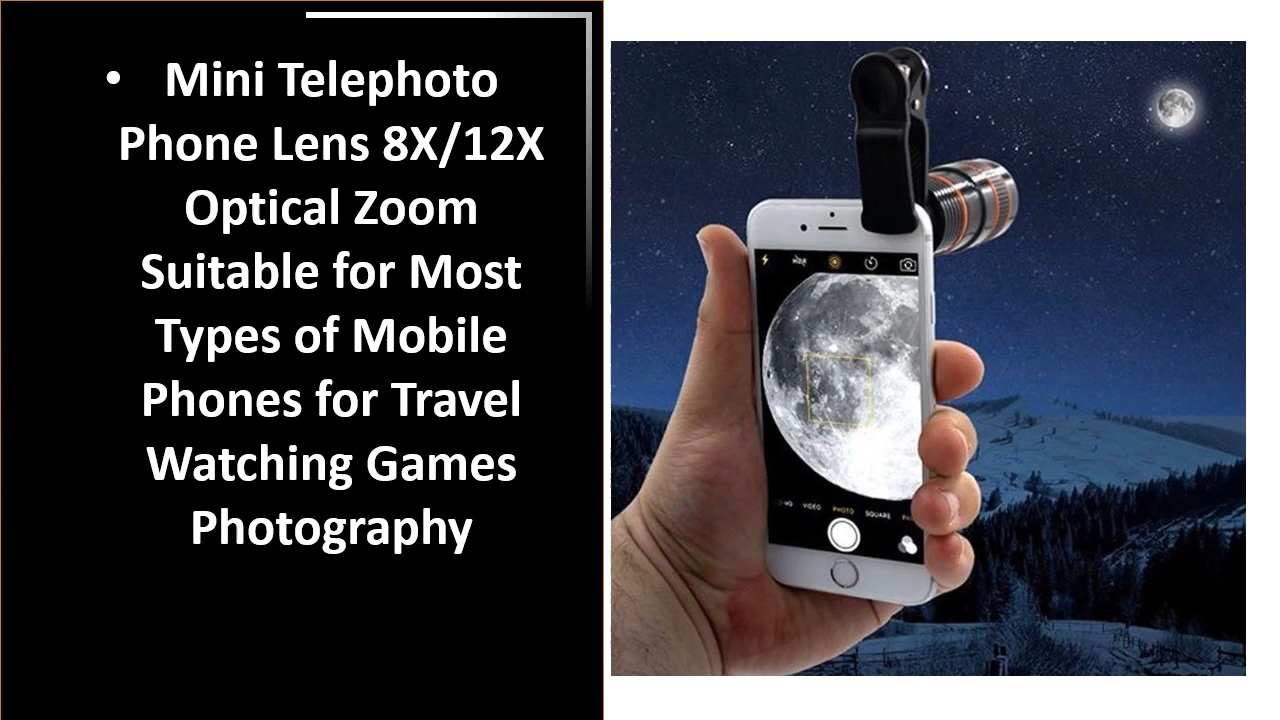 • Mini Telephoto
Phone Lens 8X/12X
Optical Zoom
Suitable for Most
Types of Mobile
Phones for Travel
Watching Games
Photography
VIDEO PHOTO SQUARE